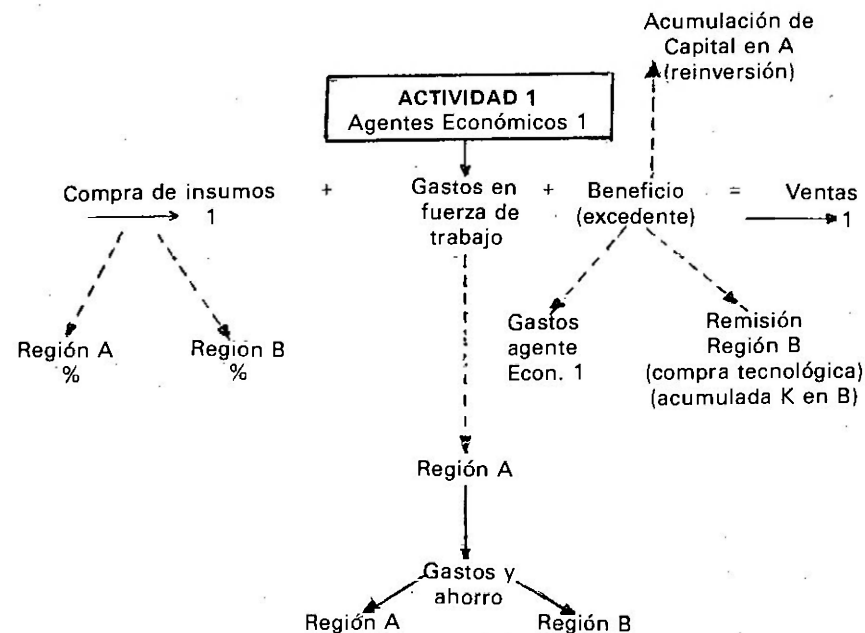 Acumulación de
Capital en A
(reinversión)
ACTIVIDAD 1
Agentes Económicos 1
Compra de insumos
1
+
Gastos en
fuerza de
trabajo
+
Beneficio
(excedente)
=
Ventas
1
Región A
%
Región B
%
Gastos
agente
Econ. 1
Remisión
Región B
(compra tecnológica)
(acumulada K en B)
Región A
Gastos y
ahorro
Región A
Región B